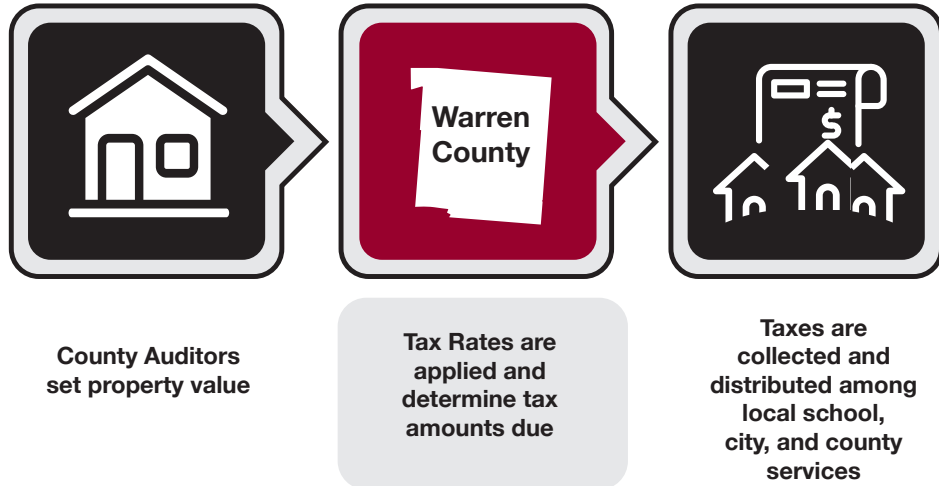 Warren
County
$
County Auditors
set property value
Tax Rates are
applied and
determine tax
amounts due
Taxes are
collected and
distributed among
local school,
city, and county
services